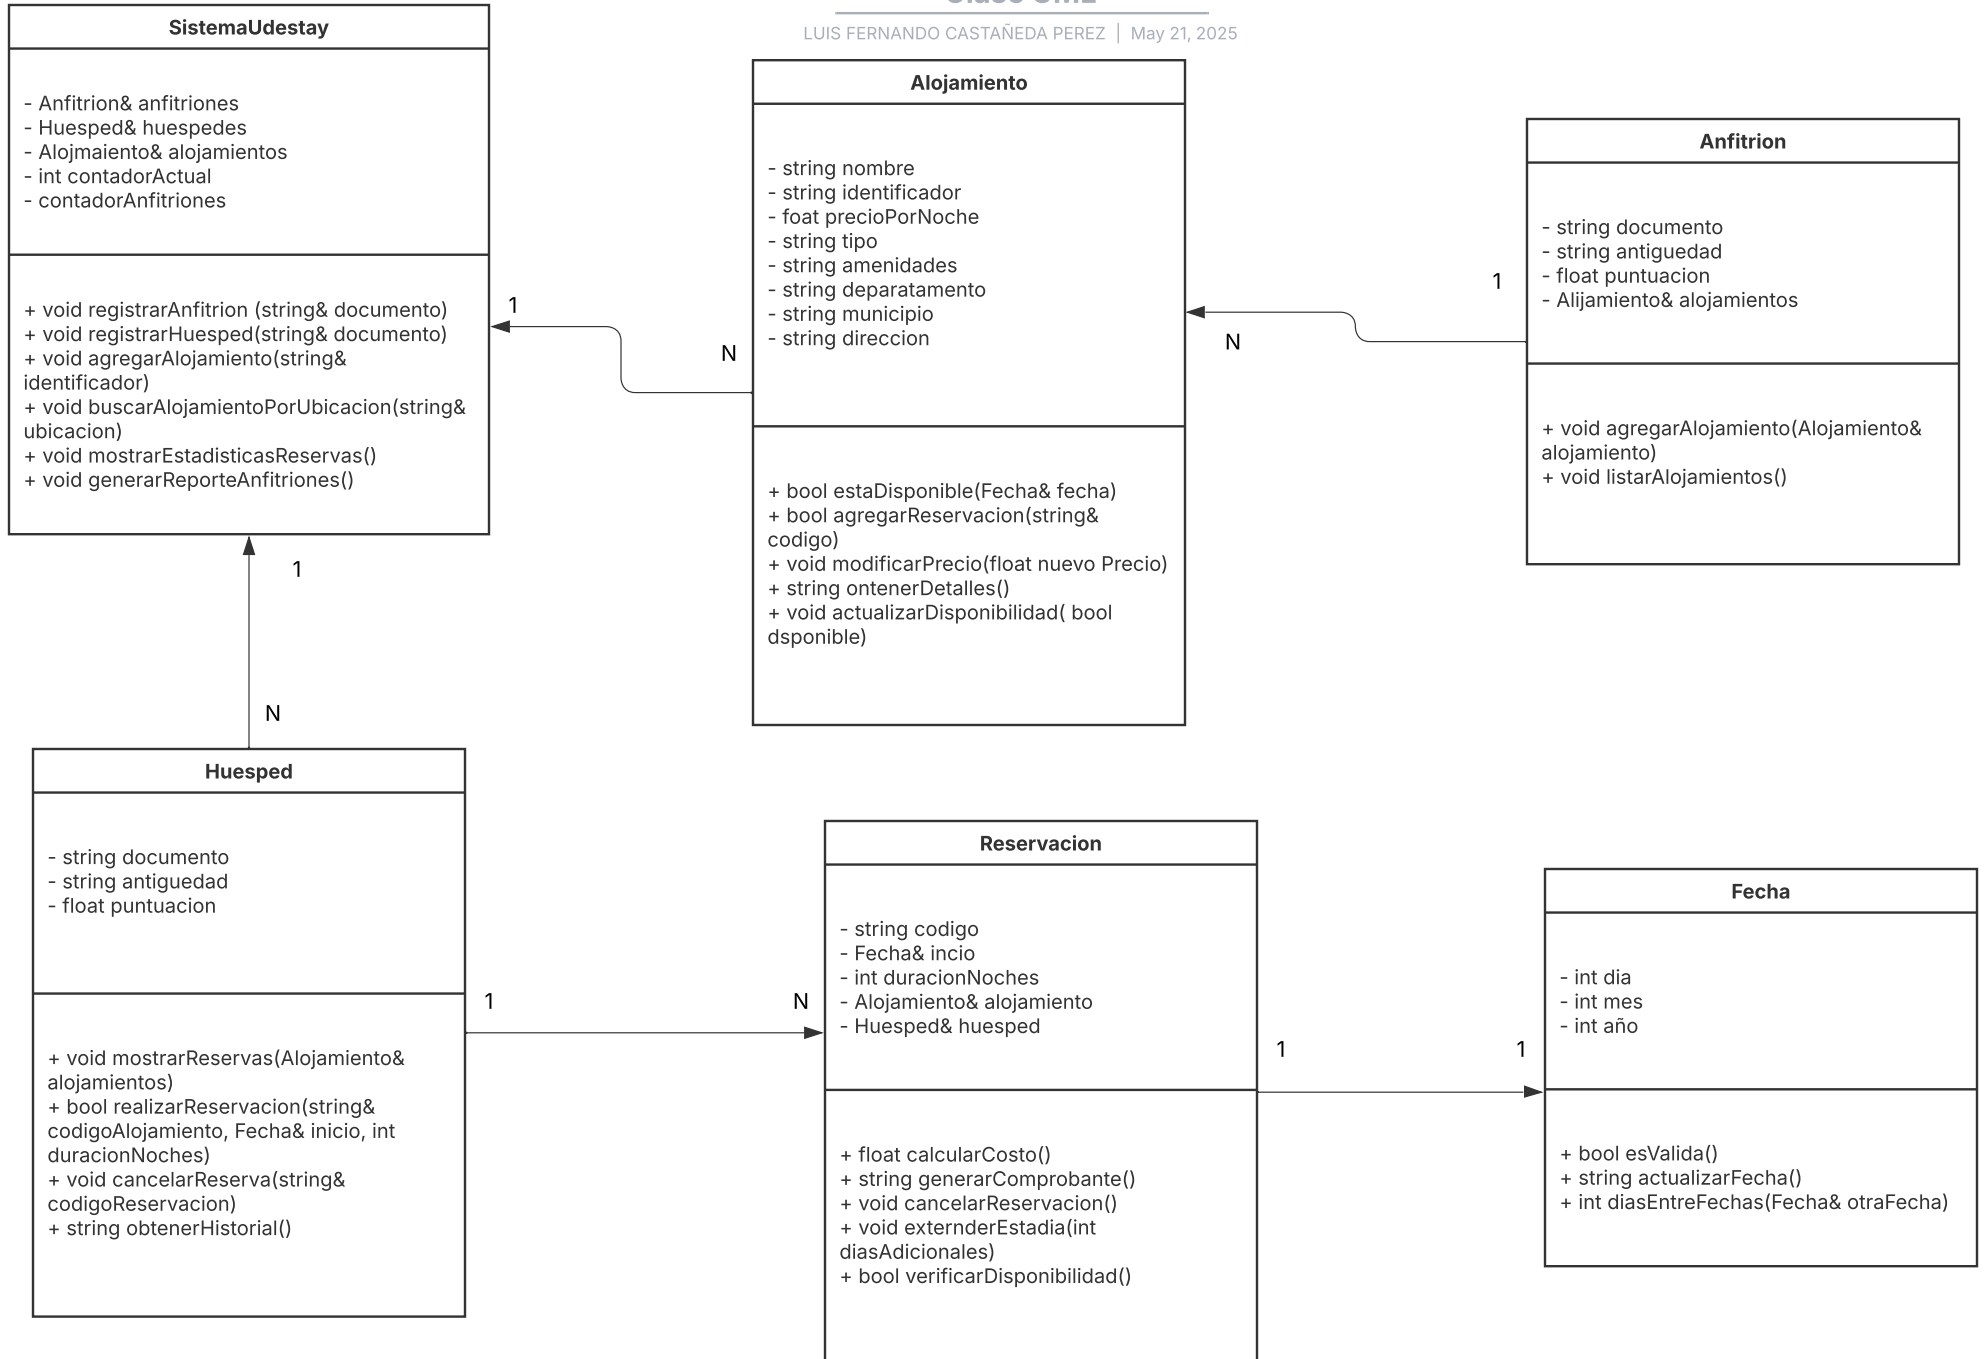 LUIS FERNANDO CASTAÑEDA PEREZ | May 21, 2025
SistemaUdestay
- Anfitrion& anfitriones
- Huesped& huespedes
- Alojmaiento& alojamientos
- int contadorActual
- contadorAnfitriones
+ void registrarAnfitrion (string& documento)
+ void registrarHuesped(string& documento)
+ void agregarAlojamiento(string&
identificador)
+ void buscarAlojamientoPorUbicacion(string&
ubicacion)
+ void mostrarEstadisticasReservas()
+ void generarReporteAnfitriones()
1
N
Alojamiento
- string nombre
- string identificador
- foat precioPorNoche
- string tipo
- string amenidades
- string deparatamento
- string municipio
- string direccion
+ bool estaDisponible(Fecha& fecha)
+ bool agregarReservacion(string&
codigo)
+ void modificarPrecio(float nuevo Precio)
+ string ontenerDetalles()
+ void actualizarDisponibilidad( bool
dsponible)
N
1
Anfitrion
- string documento
- string antiguedad
- float puntuacion
- Alijamiento& alojamientos
+ void agregarAlojamiento(Alojamiento&
alojamiento)
+ void listarAlojamientos()
1
N
Huesped
- string documento
- string antiguedad
- float puntuacion
+ void mostrarReservas(Alojamiento&
alojamientos)
+ bool realizarReservacion(string&
codigoAlojamiento, Fecha& inicio, int
duracionNoches)
+ void cancelarReserva(string&
codigoReservacion)
+ string obtenerHistorial()
1
N
Reservacion
- string codigo
- Fecha& incio
- int duracionNoches
- Alojamiento& alojamiento
- Huesped& huesped
+ float calcularCosto()
+ string generarComprobante()
+ void cancelarReservacion()
+ void externderEstadia(int
diasAdicionales)
+ bool verificarDisponibilidad()
1
1
Fecha
- int dia
- int mes
- int año
+ bool esValida()
+ string actualizarFecha()
+ int diasEntreFechas(Fecha& otraFecha)